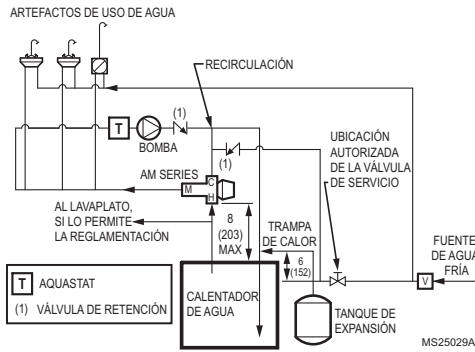 ARTEFACTOS DE USO DE AGUA
RECIRCULACIÓN
(1)
T
BOMBA
(1)
UBICACIÓN
AUTORIZADA
DE LA VÁLVULA
DE SERVICIO
AM SERIES
M
C
H
AL LAVAPLATO,
SI LO PERMITE
LA REGLAMENTACIÓN
8
(203)
MAX
TRAMPA
DE CALOR
6
(152)
FUENTE
DE AGUA
FRÍA
V
T AQUASTAT
(1) VÁLVULA DE RETENCIÓN
CALENTADOR
DE AGUA
TANQUE DE
EXPANSIÓN
MS25029A